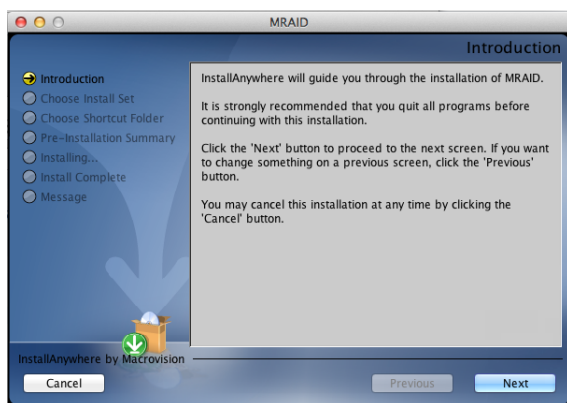 MRAID
Introduction
Introduction
Choose Install Set
Choose Shortcut Folder
Pre-Installation Summary
Installing...
Install Complete
Message
InstallAnywhere will guide you through the installation of MRAID.
It is strongly recommended that you quit all programs before
continuing with this installation.
Click the 'Next' button to proceed to the next screen. If you want
to change something on a previous screen, click the 'Previous'
button.
You may cancel this installation at any time by clicking the
'Cancel' button.
InstallAnywhere by Macrovision
Cancel
Previous
Next